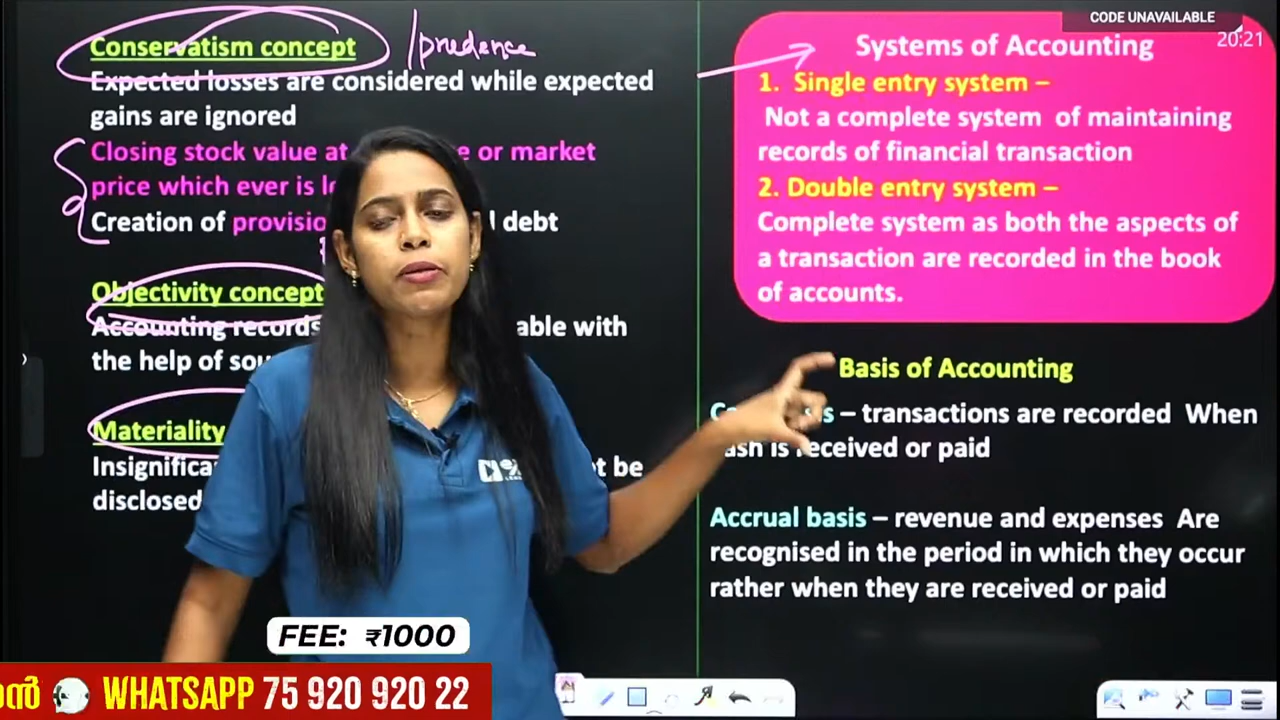 Conservatism concept /prudence
Expected losses are considered while expected
gains are ignored
Closing stock value at or market
price which ever is
Creation of debt
Objectivity concept
Accounting records able with
the help of
Materiality
be
disclosed
CODE UNAVAILABLE
20:21
Systems of Accounting
1. Single entry system –
Not a complete system of maintaining
records of financial transaction
2. Double entry system –
Complete system as both the aspects of
a transaction are recorded in the book
of accounts.
Basis of Accounting
– transactions are recorded When
is received or paid
Accrual basis – revenue and expenses Are
recognised in the period in which they occur
rather when they are received or paid
FEE: ₹1000
WHATSAPP 75 920 920 22